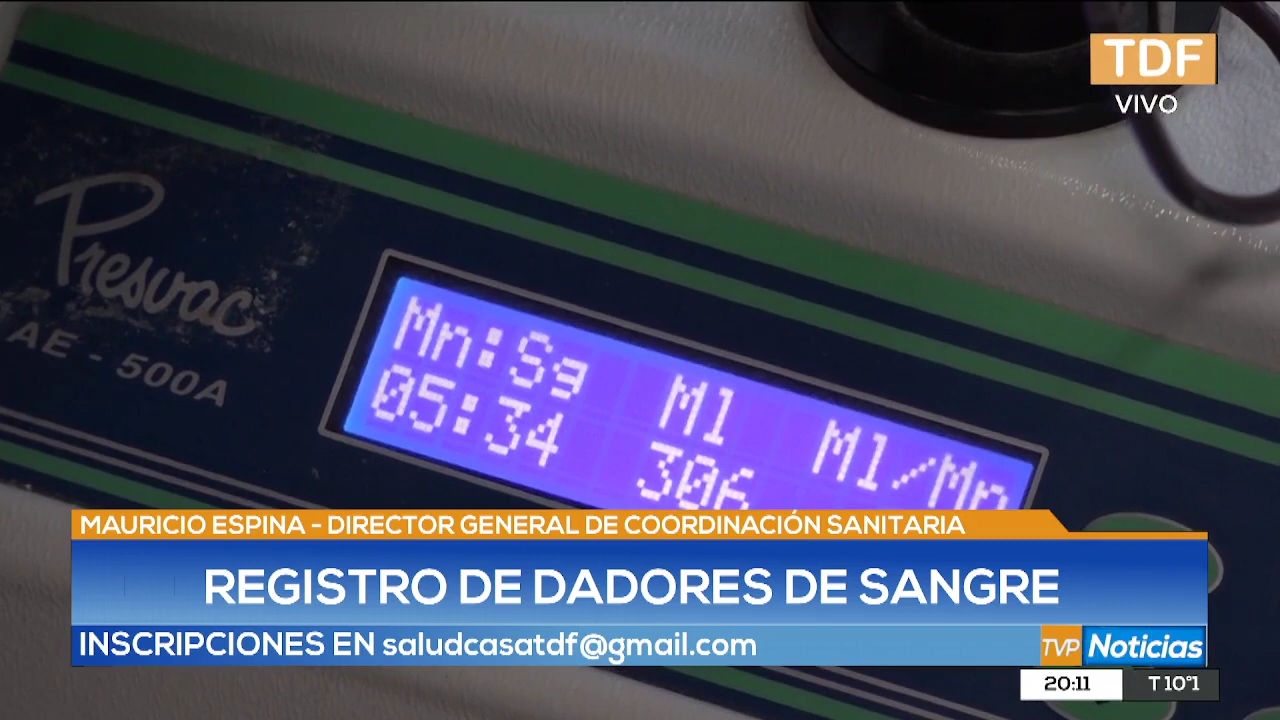 TDF
VIVO
Presvac
AE - 500A
Mn:Sg Ml Ml/Mn
05:34 306
MAURICIO ESPINA - DIRECTOR GENERAL DE COORDINACIÓN SANITARIA
REGISTRO DE DADORES DE SANGRE
INSCRIPCIONES EN saludcasatdf@gmail.com
TVP Noticias
20:11 T 10°1